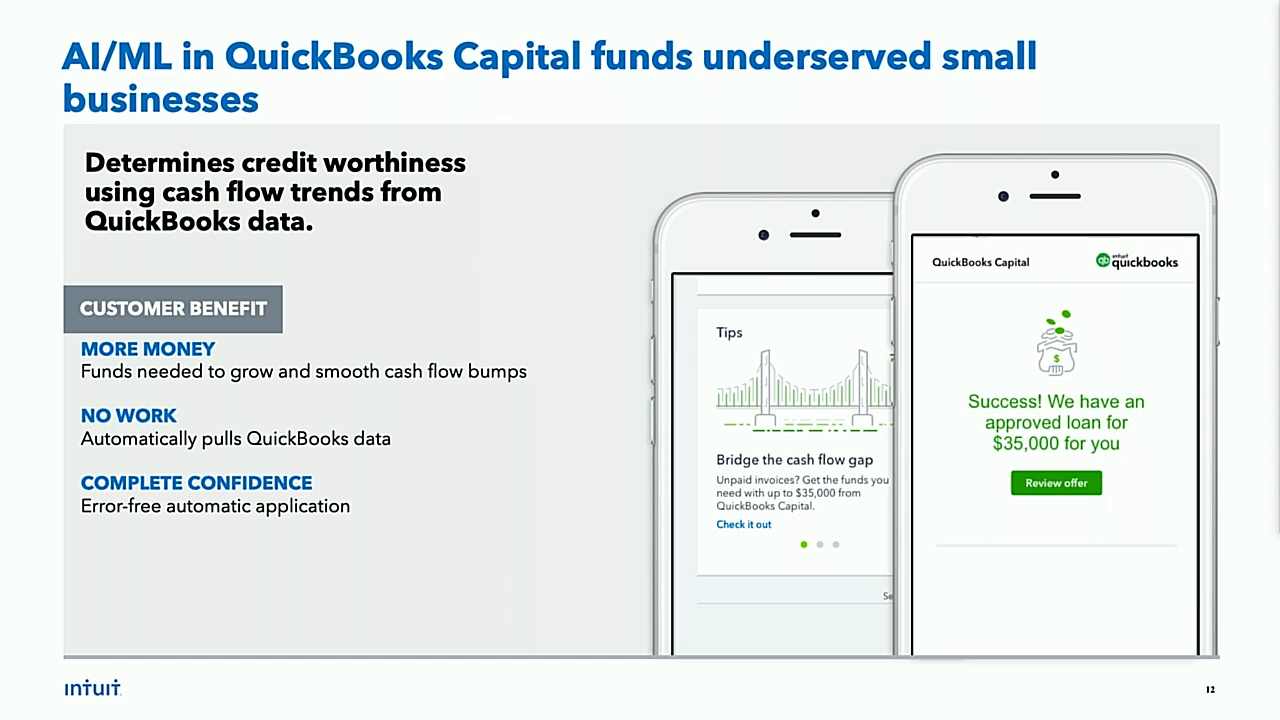 AI/ML in QuickBooks Capital funds underserved small
businesses
Determines credit worthiness
using cash flow trends from
QuickBooks data.
CUSTOMER BENEFIT
MORE MONEY
Funds needed to grow and smooth cash flow bumps
NO WORK
Automatically pulls QuickBooks data
COMPLETE CONFIDENCE
Error-free automatic application
Tips
Bridge the cash flow gap
Unpaid invoices? Get the funds you
need with up to $35,000 from
QuickBooks Capital.
Check it out
Se
QuickBooks Capital
qb intuit quickbooks
$
Success! We have an
approved loan for
$35,000 for you
Review offer
ıntuıt
12